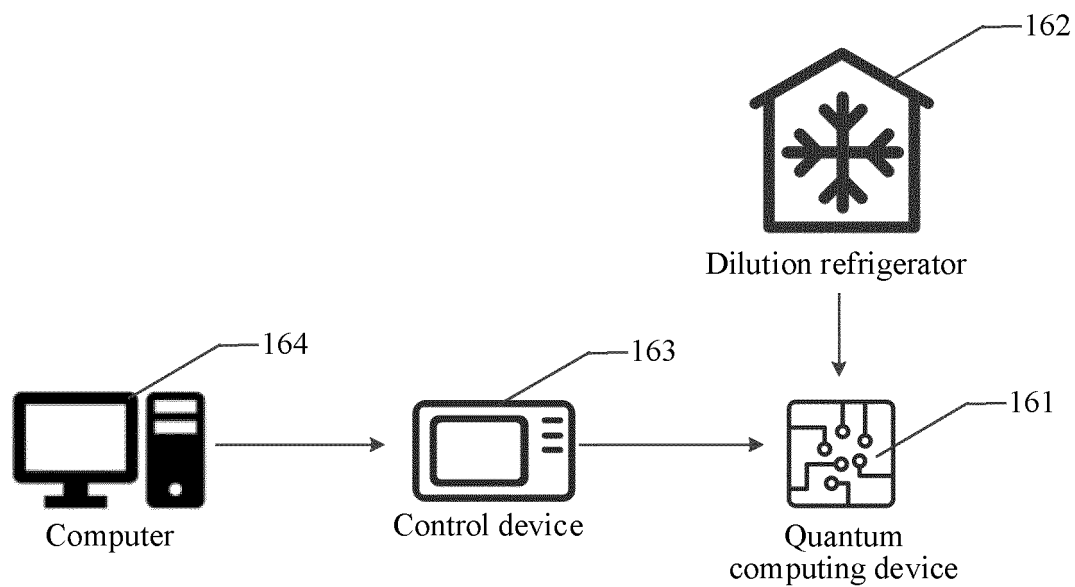 162
Dilution refrigerator
164
163
161
Computer
Control device
Quantum
computing device